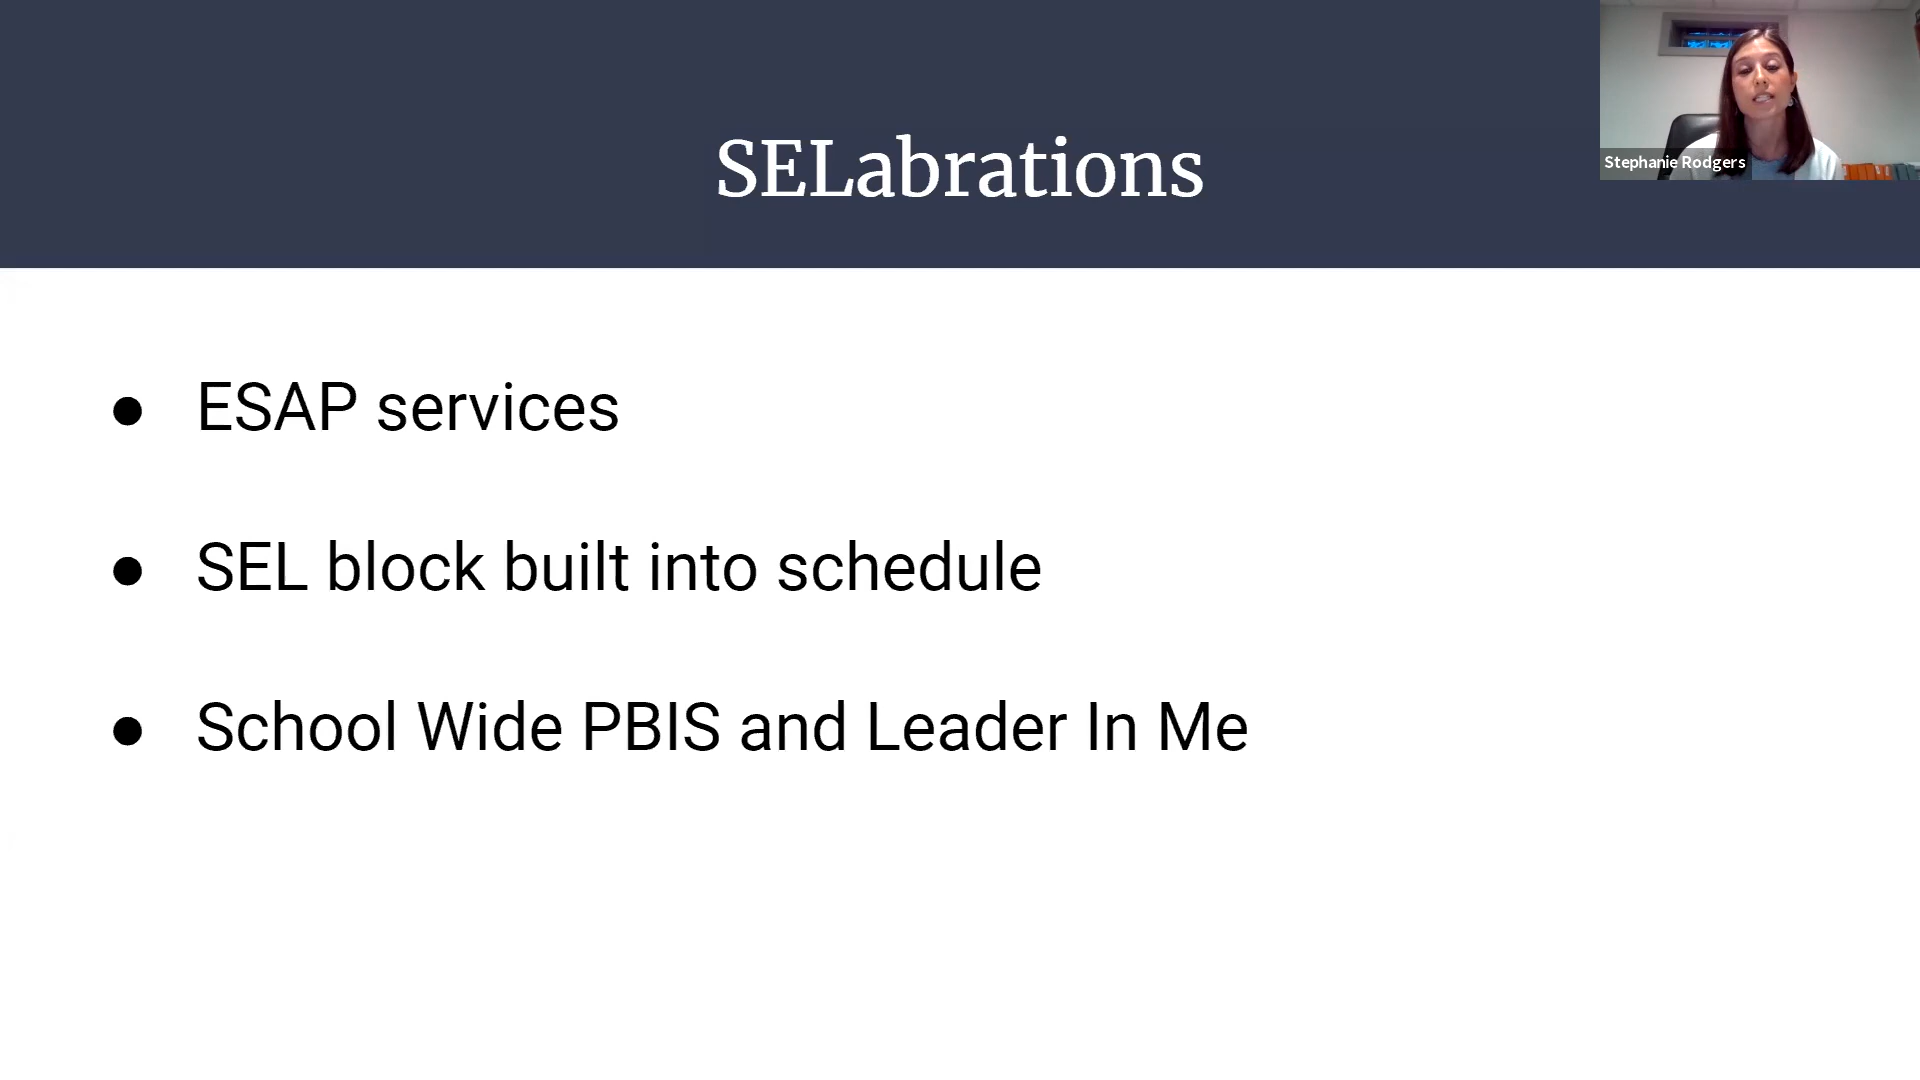 SELabrations
Stephanie Rodgers
● ESAP services
● SEL block built into schedule
● School Wide PBIS and Leader In Me